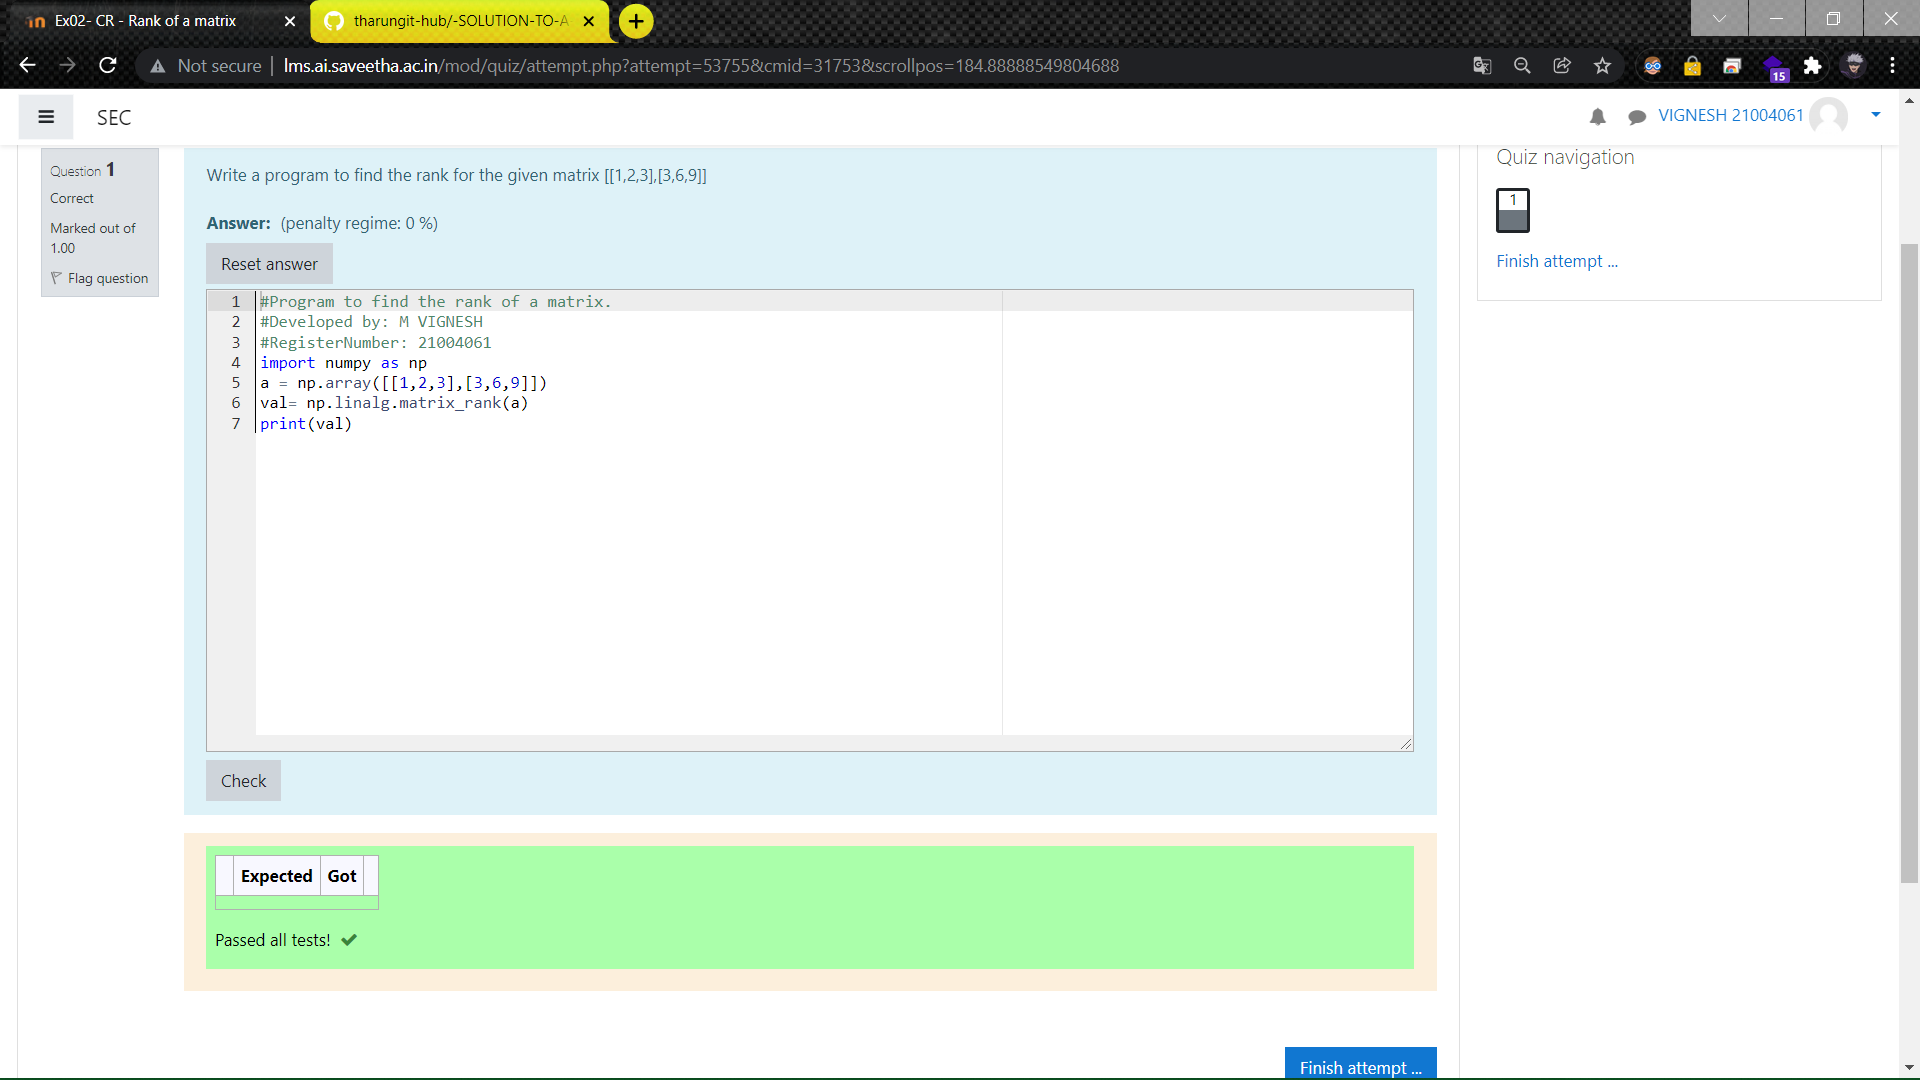 Ex02- CR - Rank of a matrix
tharungit-hub/-SOLUTION-TO-A
Not secure
lms.ai.saveetha.ac.in/mod/quiz/attempt.php?attempt=53755&cmid=31753&scrollpos=184.88888549804688
15
SEC
VIGNESH 21004061
Question 1
Correct
Marked out of
1.00
Flag question
Write a program to find the rank for the given matrix [[1,2,3],[3,6,9]]
Answer: (penalty regime: 0 %)
Reset answer
1 #Program to find the rank of a matrix.
2 #Developed by: M VIGNESH
3 #RegisterNumber: 21004061
4 import numpy as np
5 a = np.array([[1,2,3],[3,6,9]])
6 val= np.linalg.matrix_rank(a)
7 print(val)
Check
Expected Got
Passed all tests!
Finish attempt ...
Quiz navigation
1
Finish attempt ...